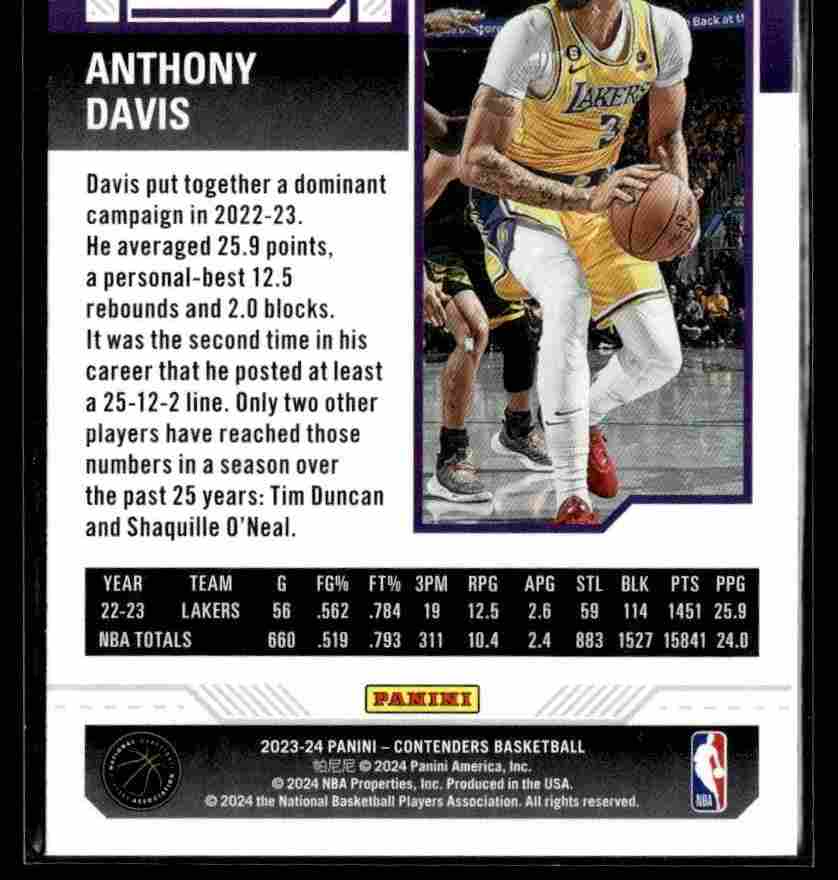 Back at t
ANTHONY
DAVIS
LAKERS
3
Davis put together a dominant
campaign in 2022-23.
He averaged 25.9 points,
a personal-best 12.5
rebounds and 2.0 blocks.
It was the second time in his
career that he posted at least
a 25-12-2 line. Only two other
players have reached those
numbers in a season over
the past 25 years: Tim Duncan
and Shaquille O'Neal.
YEAR TEAM G FG% FT% 3PM RPG APG STL BLK PTS PPG
22-23 LAKERS 56 .562 .784 19 12.5 2.6 59 114 1451 25.9
NBA TOTALS 660 .519 .793 311 10.4 2.4 883 1527 15841 24.0
PANINI
2023-24 PANINI – CONTENDERS BASKETBALL
帕尼尼 © 2024 Panini America, Inc.
© 2024 NBA Properties, Inc. Produced in the USA.
© 2024 the National Basketball Players Association. All rights reserved.
NATIONAL BASKETBALL
ASSOCIATION
NBA